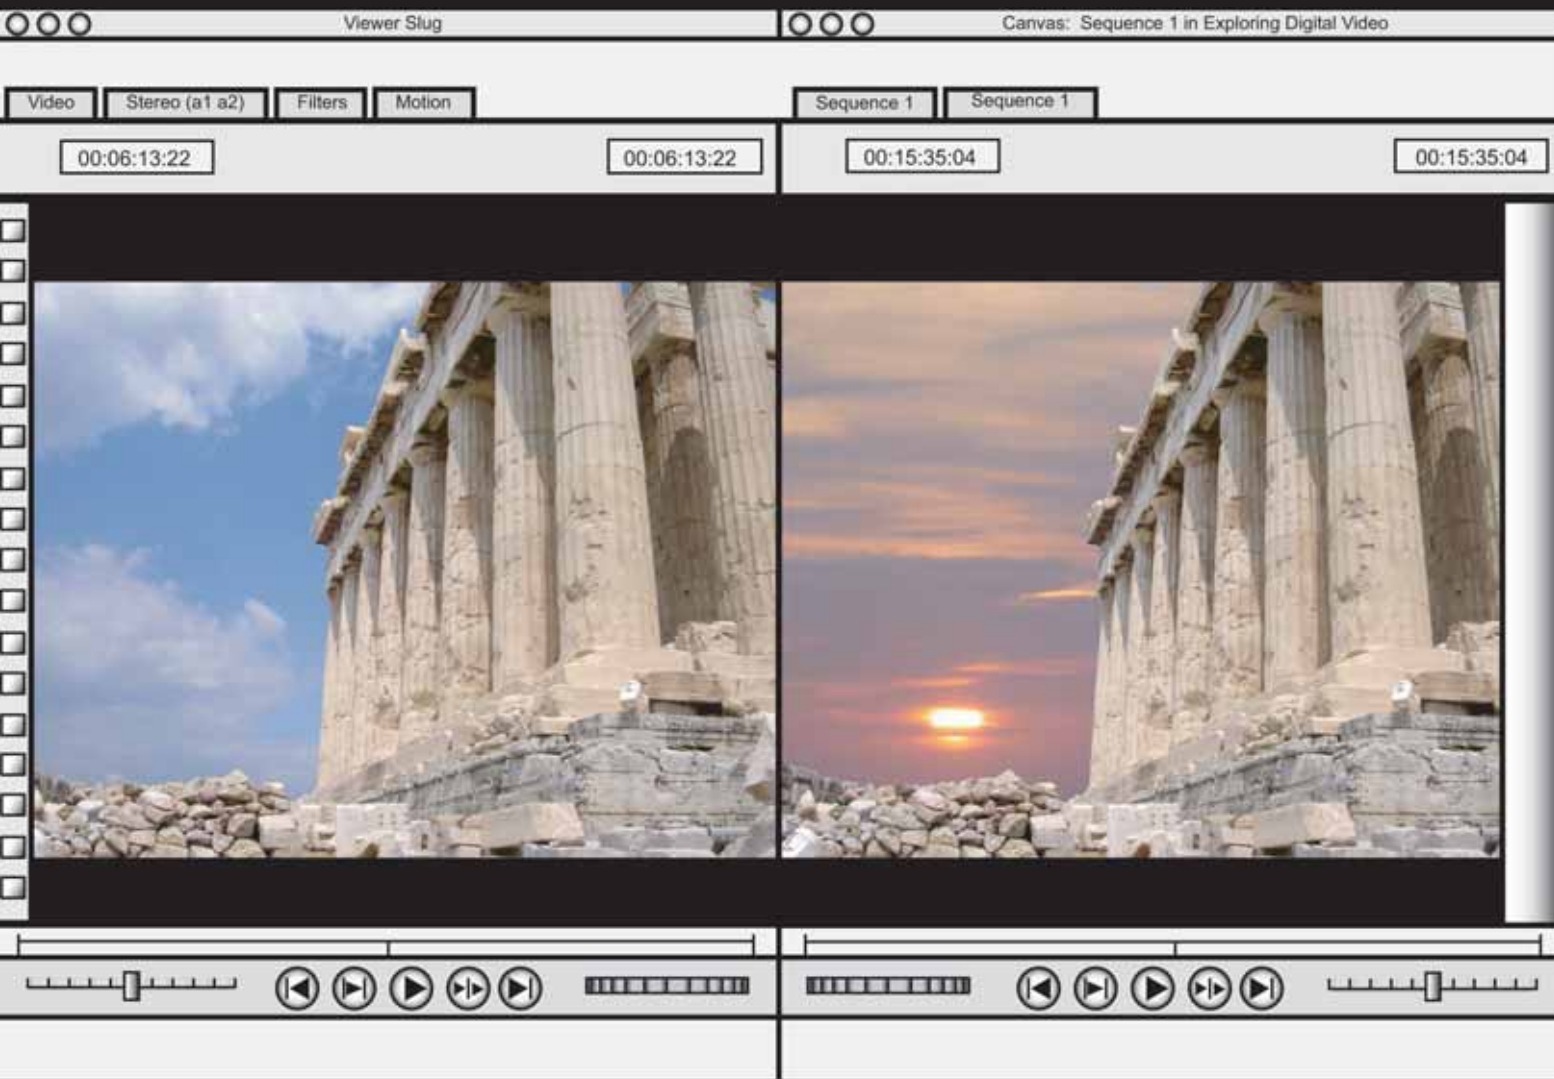 Viewer Slug
Canvas: Sequence 1 in Exploring Digital Video
Video
Stereo (a1 a2)
Filters
Motion
Sequence 1
Sequence 1
00:06:13:22
00:06:13:22
00:15:35:04
00:15:35:04